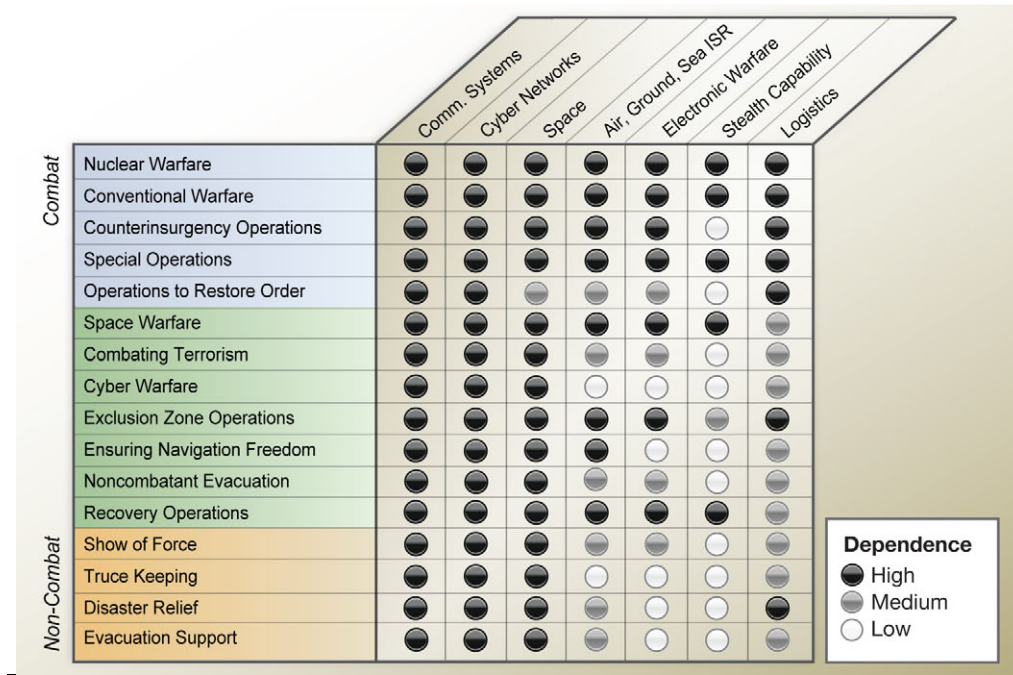 Comm. Systems
Cyber Networks
Space
Air, Ground, Sea ISR
Electronic Warfare
Stealth Capability
Logistics
Combat
Nuclear Warfare
Conventional Warfare
Counterinsurgency Operations
Special Operations
Operations to Restore Order
Space Warfare
Combating Terrorism
Cyber Warfare
Exclusion Zone Operations
Ensuring Navigation Freedom
Noncombatant Evacuation
Recovery Operations
Non-Combat
Show of Force
Truce Keeping
Disaster Relief
Evacuation Support
Dependence
High
Medium
Low